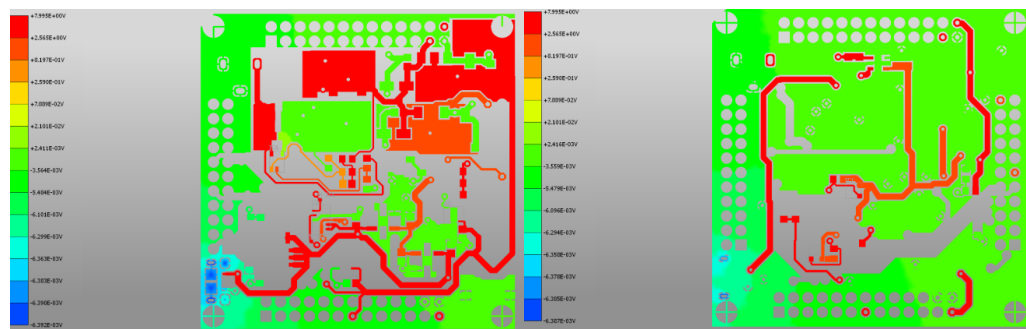 +7.995E+00V
+2.565E+00V
+8.197E-01V
+2.590E-01V
+7.889E-02V
+2.101E-02V
+2.411E-03V
-3.564E-03V
-5.484E-03V
-6.101E-03V
-6.299E-03V
-6.363E-03V
-6.383E-03V
-6.390E-03V
-6.392E-03V
+7.995E+00V
+2.565E+00V
+8.197E-01V
+2.590E-01V
+7.889E-02V
+2.101E-02V
+2.416E-03V
-3.559E-03V
-5.479E-03V
-6.096E-03V
-6.294E-03V
-6.358E-03V
-6.378E-03V
-6.385E-03V
-6.387E-03V